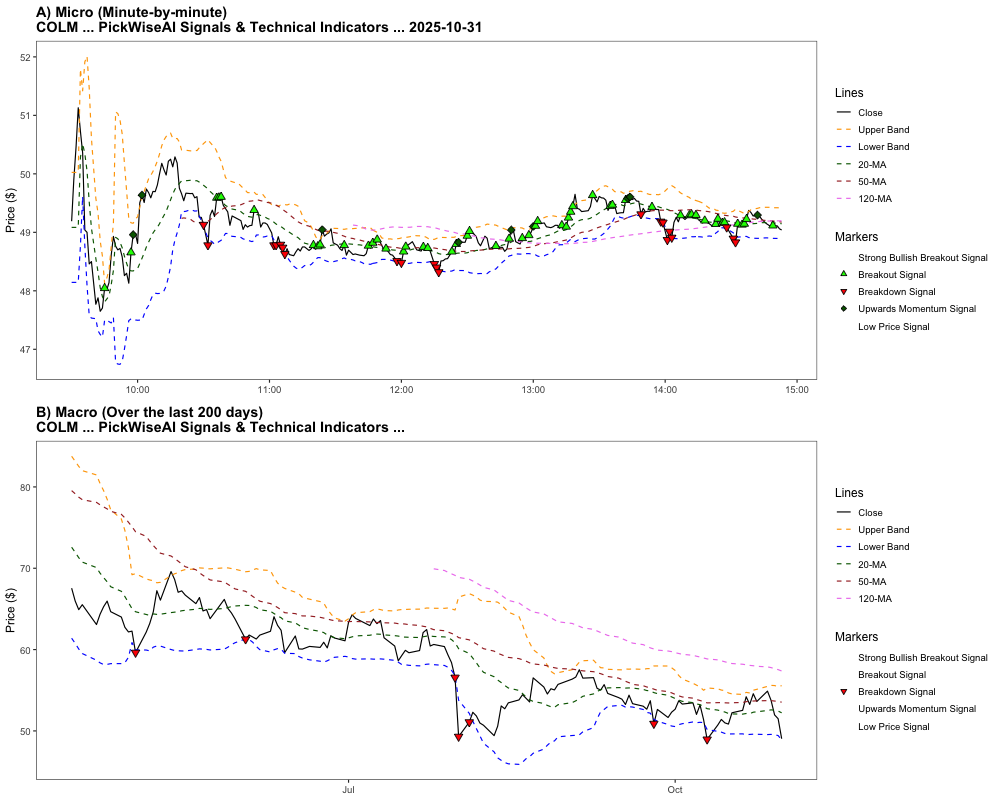 A) Micro (Minute-by-minute)
COLM ... PickWiseAI Signals & Technical Indicators ... 2025-10-31
Price ($)
52
51
50
49
48
47
10:00
11:00
12:00
13:00
14:00
15:00
Lines
Close
Upper Band
Lower Band
20-MA
50-MA
120-MA
Markers
Strong Bullish Breakout Signal
Breakout Signal
Breakdown Signal
Upwards Momentum Signal
Low Price Signal
B) Macro (Over the last 200 days)
COLM ... PickWiseAI Signals & Technical Indicators ...
Price ($)
80
70
60
50
Jul
Oct
Lines
Close
Upper Band
Lower Band
20-MA
50-MA
120-MA
Markers
Strong Bullish Breakout Signal
Breakout Signal
Breakdown Signal
Upwards Momentum Signal
Low Price Signal